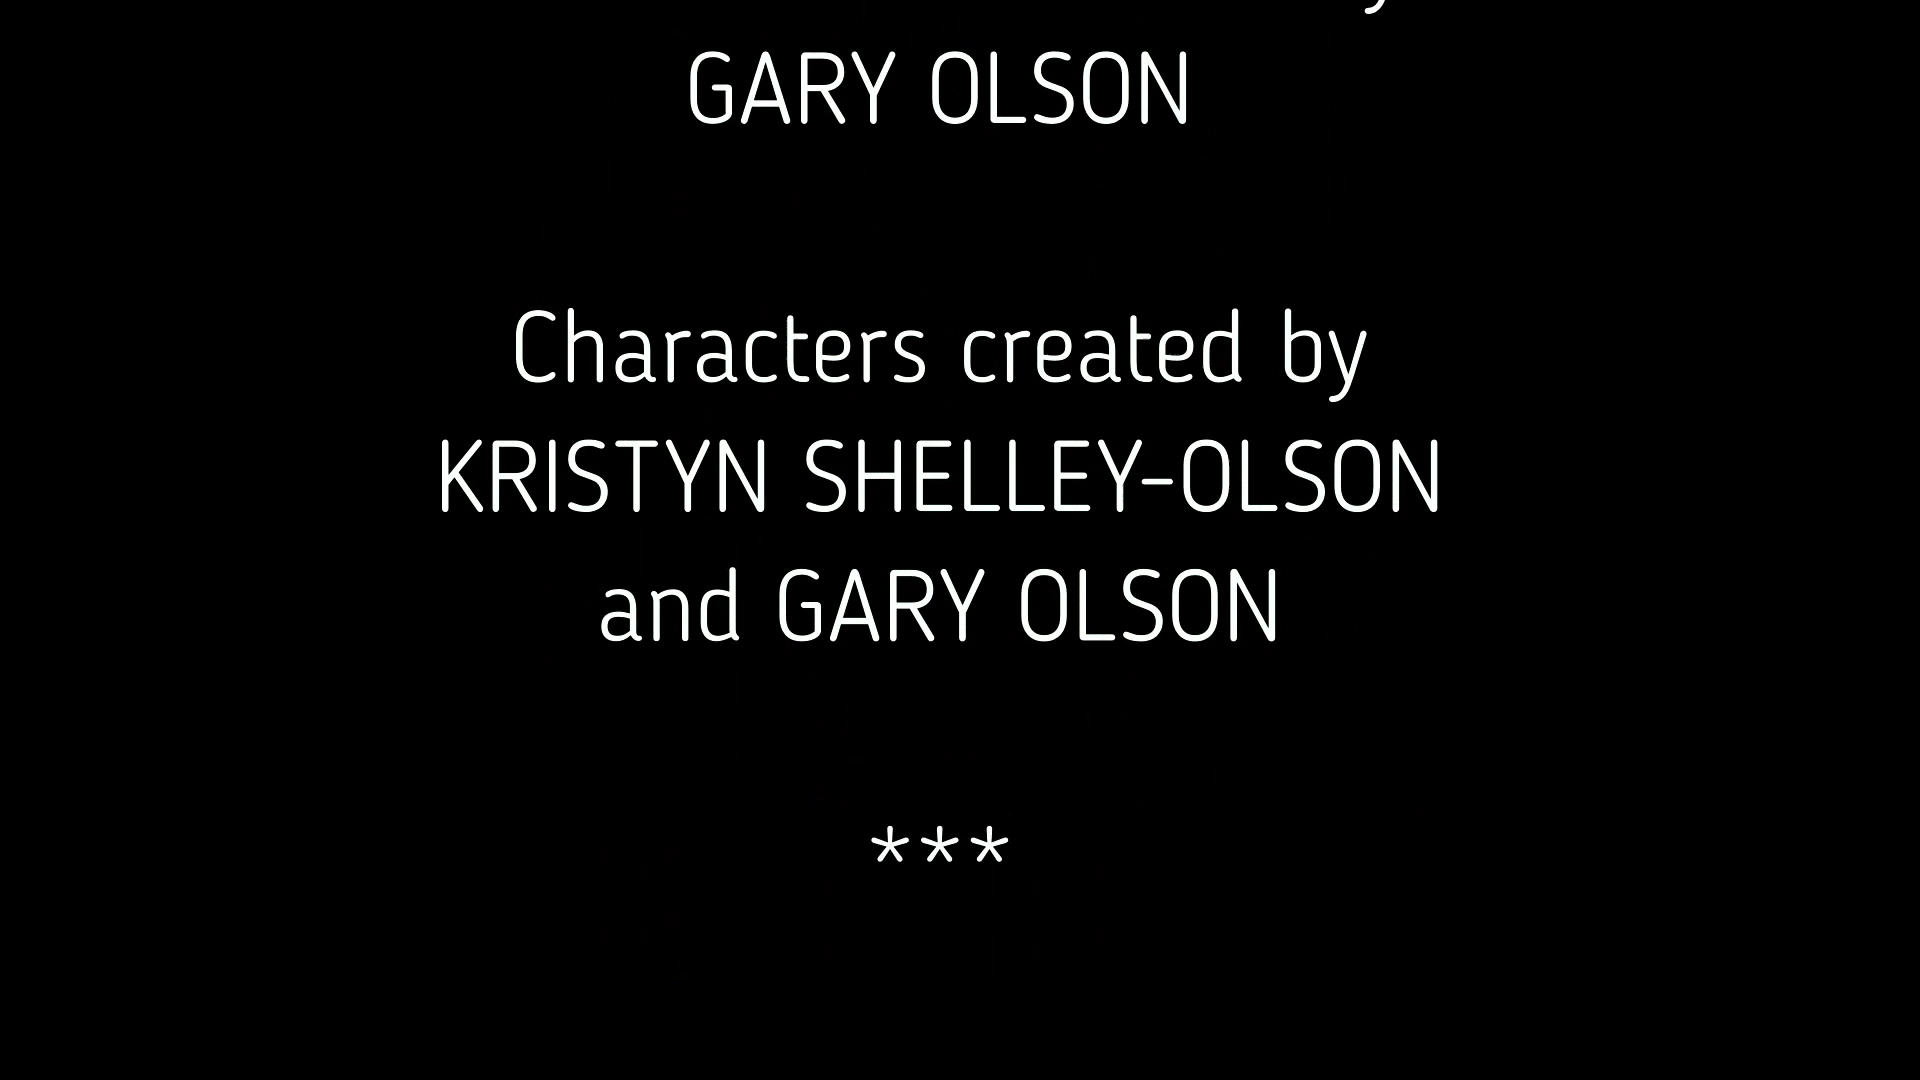 GARY OLSON
Characters created by
KRISTYN SHELLEY-OLSON
and GARY OLSON
***